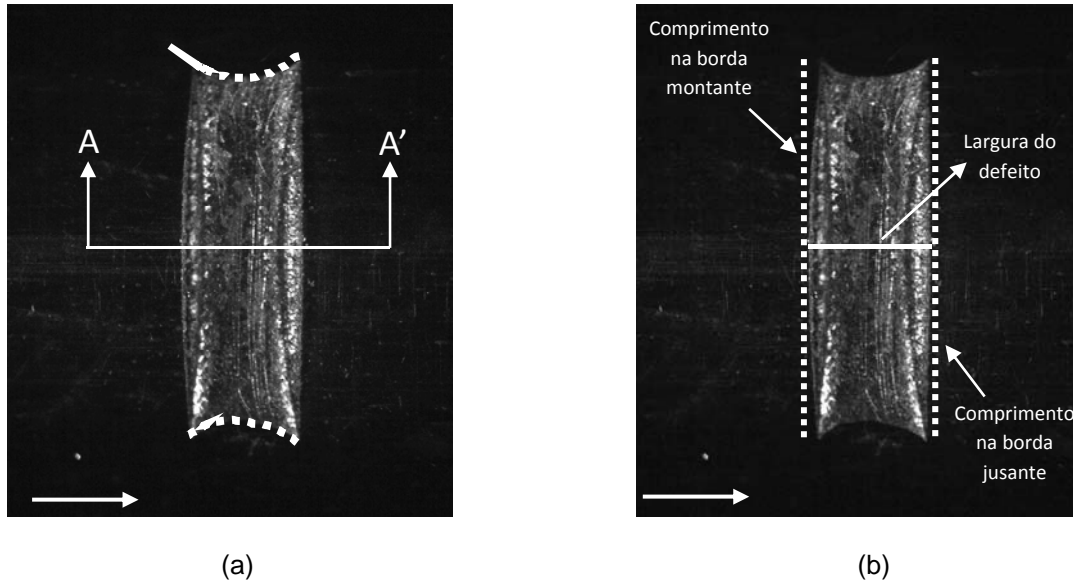 A
A’
(a)
Comprimento
na borda
montante
Largura do
defeito
Comprimento
na borda
jusante
(b)